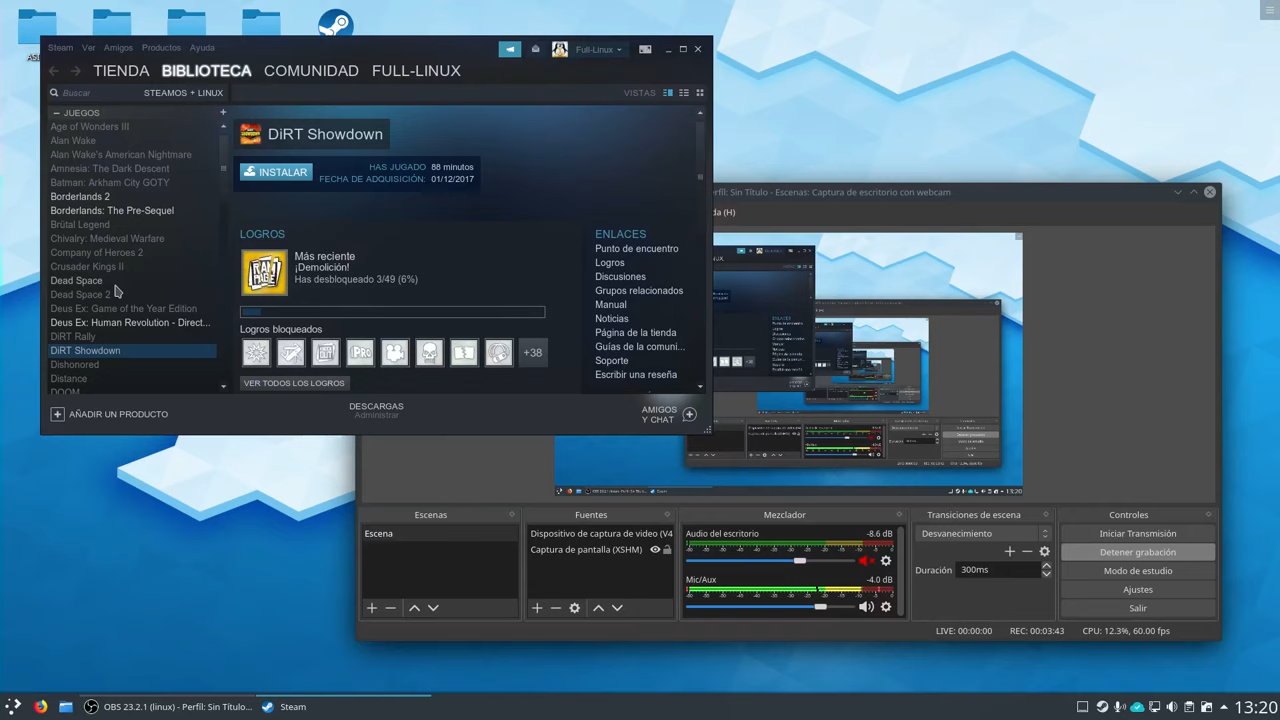 Steam Ver Amigos Productos Ayuda
Full-Linux
TIENDA BIBLIOTECA COMUNIDAD FULL-LINUX
Buscar STEAMOS + LINUX
VISTAS
JUEGOS
Age of Wonders III
Alan Wake
Alan Wake's American Nightmare
Amnesia: The Dark Descent
Batman: Arkham City GOTY
Borderlands 2
Borderlands: The Pre-Sequel
Brütal Legend
Chivalry: Medieval Warfare
Company of Heroes 2
Crusader Kings II
Dead Space
Dead Space 2
Deus Ex: Game of the Year Edition
Deus Ex: Human Revolution - Direct...
DiRT Rally
DiRT Showdown
Dishonored
Distance
DOOM
DiRT Showdown
INSTALAR
HAS JUGADO 88 minutos
FECHA DE ADQUISICIÓN: 01/12/2017
LOGROS
Más reciente
¡Demolición!
Has desbloqueado 3/49 (6%)
Logros bloqueados
+38
VER TODOS LOS LOGROS
ENLACES
Punto de encuentro
Logros
Discusiones
Grupos relacionados
Manual
Noticias
Página de la tienda
Guías de la comuni...
Soporte
Escribir una reseña
AÑADIR UN PRODUCTO
DESCARGAS
Administrar
AMIGOS
Y CHAT
erfil: Sin Título - Escenas: Captura de escritorio con webcam
da (H)
Escenas
Escena
Fuentes
Dispositivo de captura de video (V4
Captura de pantalla (XSHM)
Mezclador
Audio del escritorio -8.6 dB
Mic/Aux -4.0 dB
Transiciones de escena
Desvanecimiento
Duración 300ms
Controles
Iniciar Transmisión
Detener grabación
Modo de estudio
Ajustes
Salir
LIVE: 00:00:00 REC: 00:03:43 CPU: 12.3%, 60.00 fps
OBS 23.2.1 (linux) - Perfil: Sin Título...
Steam
13:20